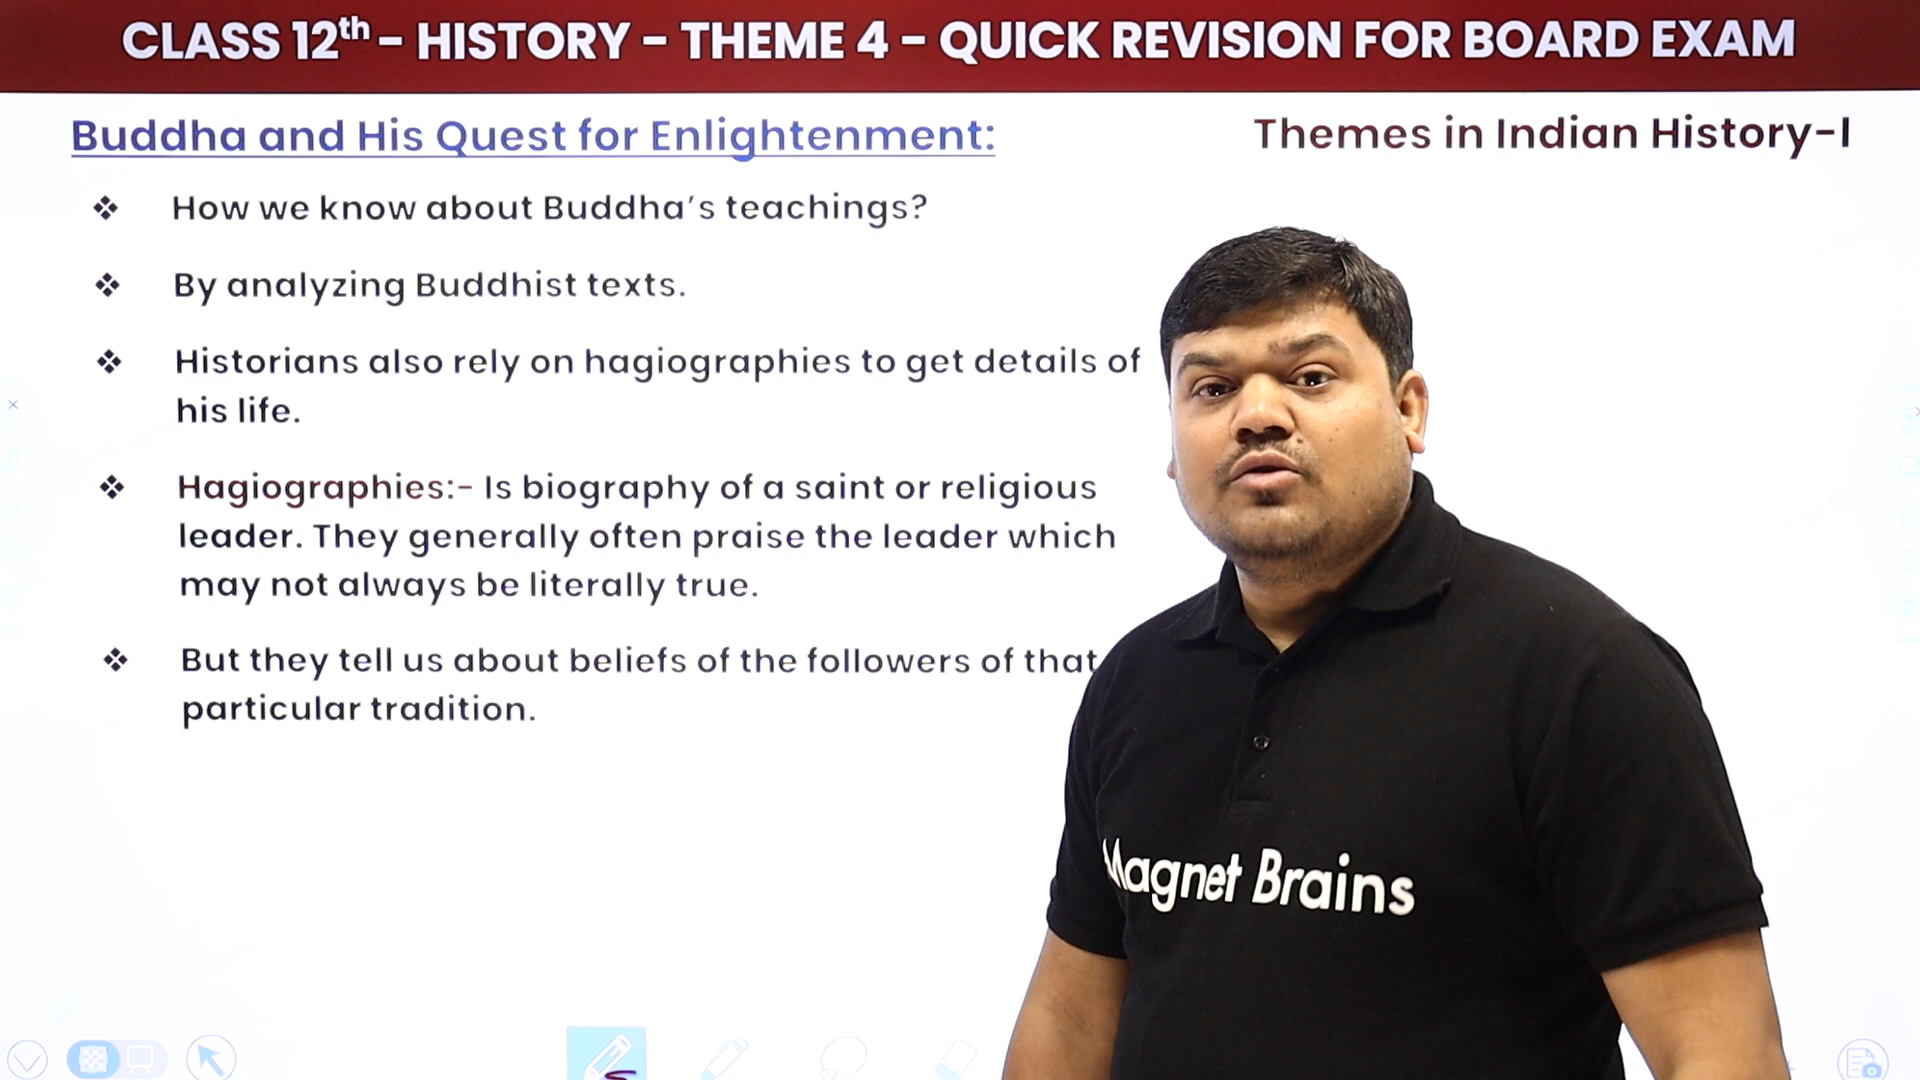 CLASS 12th - HISTORY - THEME 4 - QUICK REVISION FOR BOARD EXAM
Buddha and His Quest for Enlightenment:
Themes in Indian History-I
❖ How we know about Buddha's teachings?
❖ By analyzing Buddhist texts.
❖ Historians also rely on hagiographies to get details of
his life.
❖ Hagiographies:- Is biography of a saint or religious
leader. They generally often praise the leader which
may not always be literally true.
❖ But they tell us about beliefs of the followers of that
particular tradition.
Magnet Brains